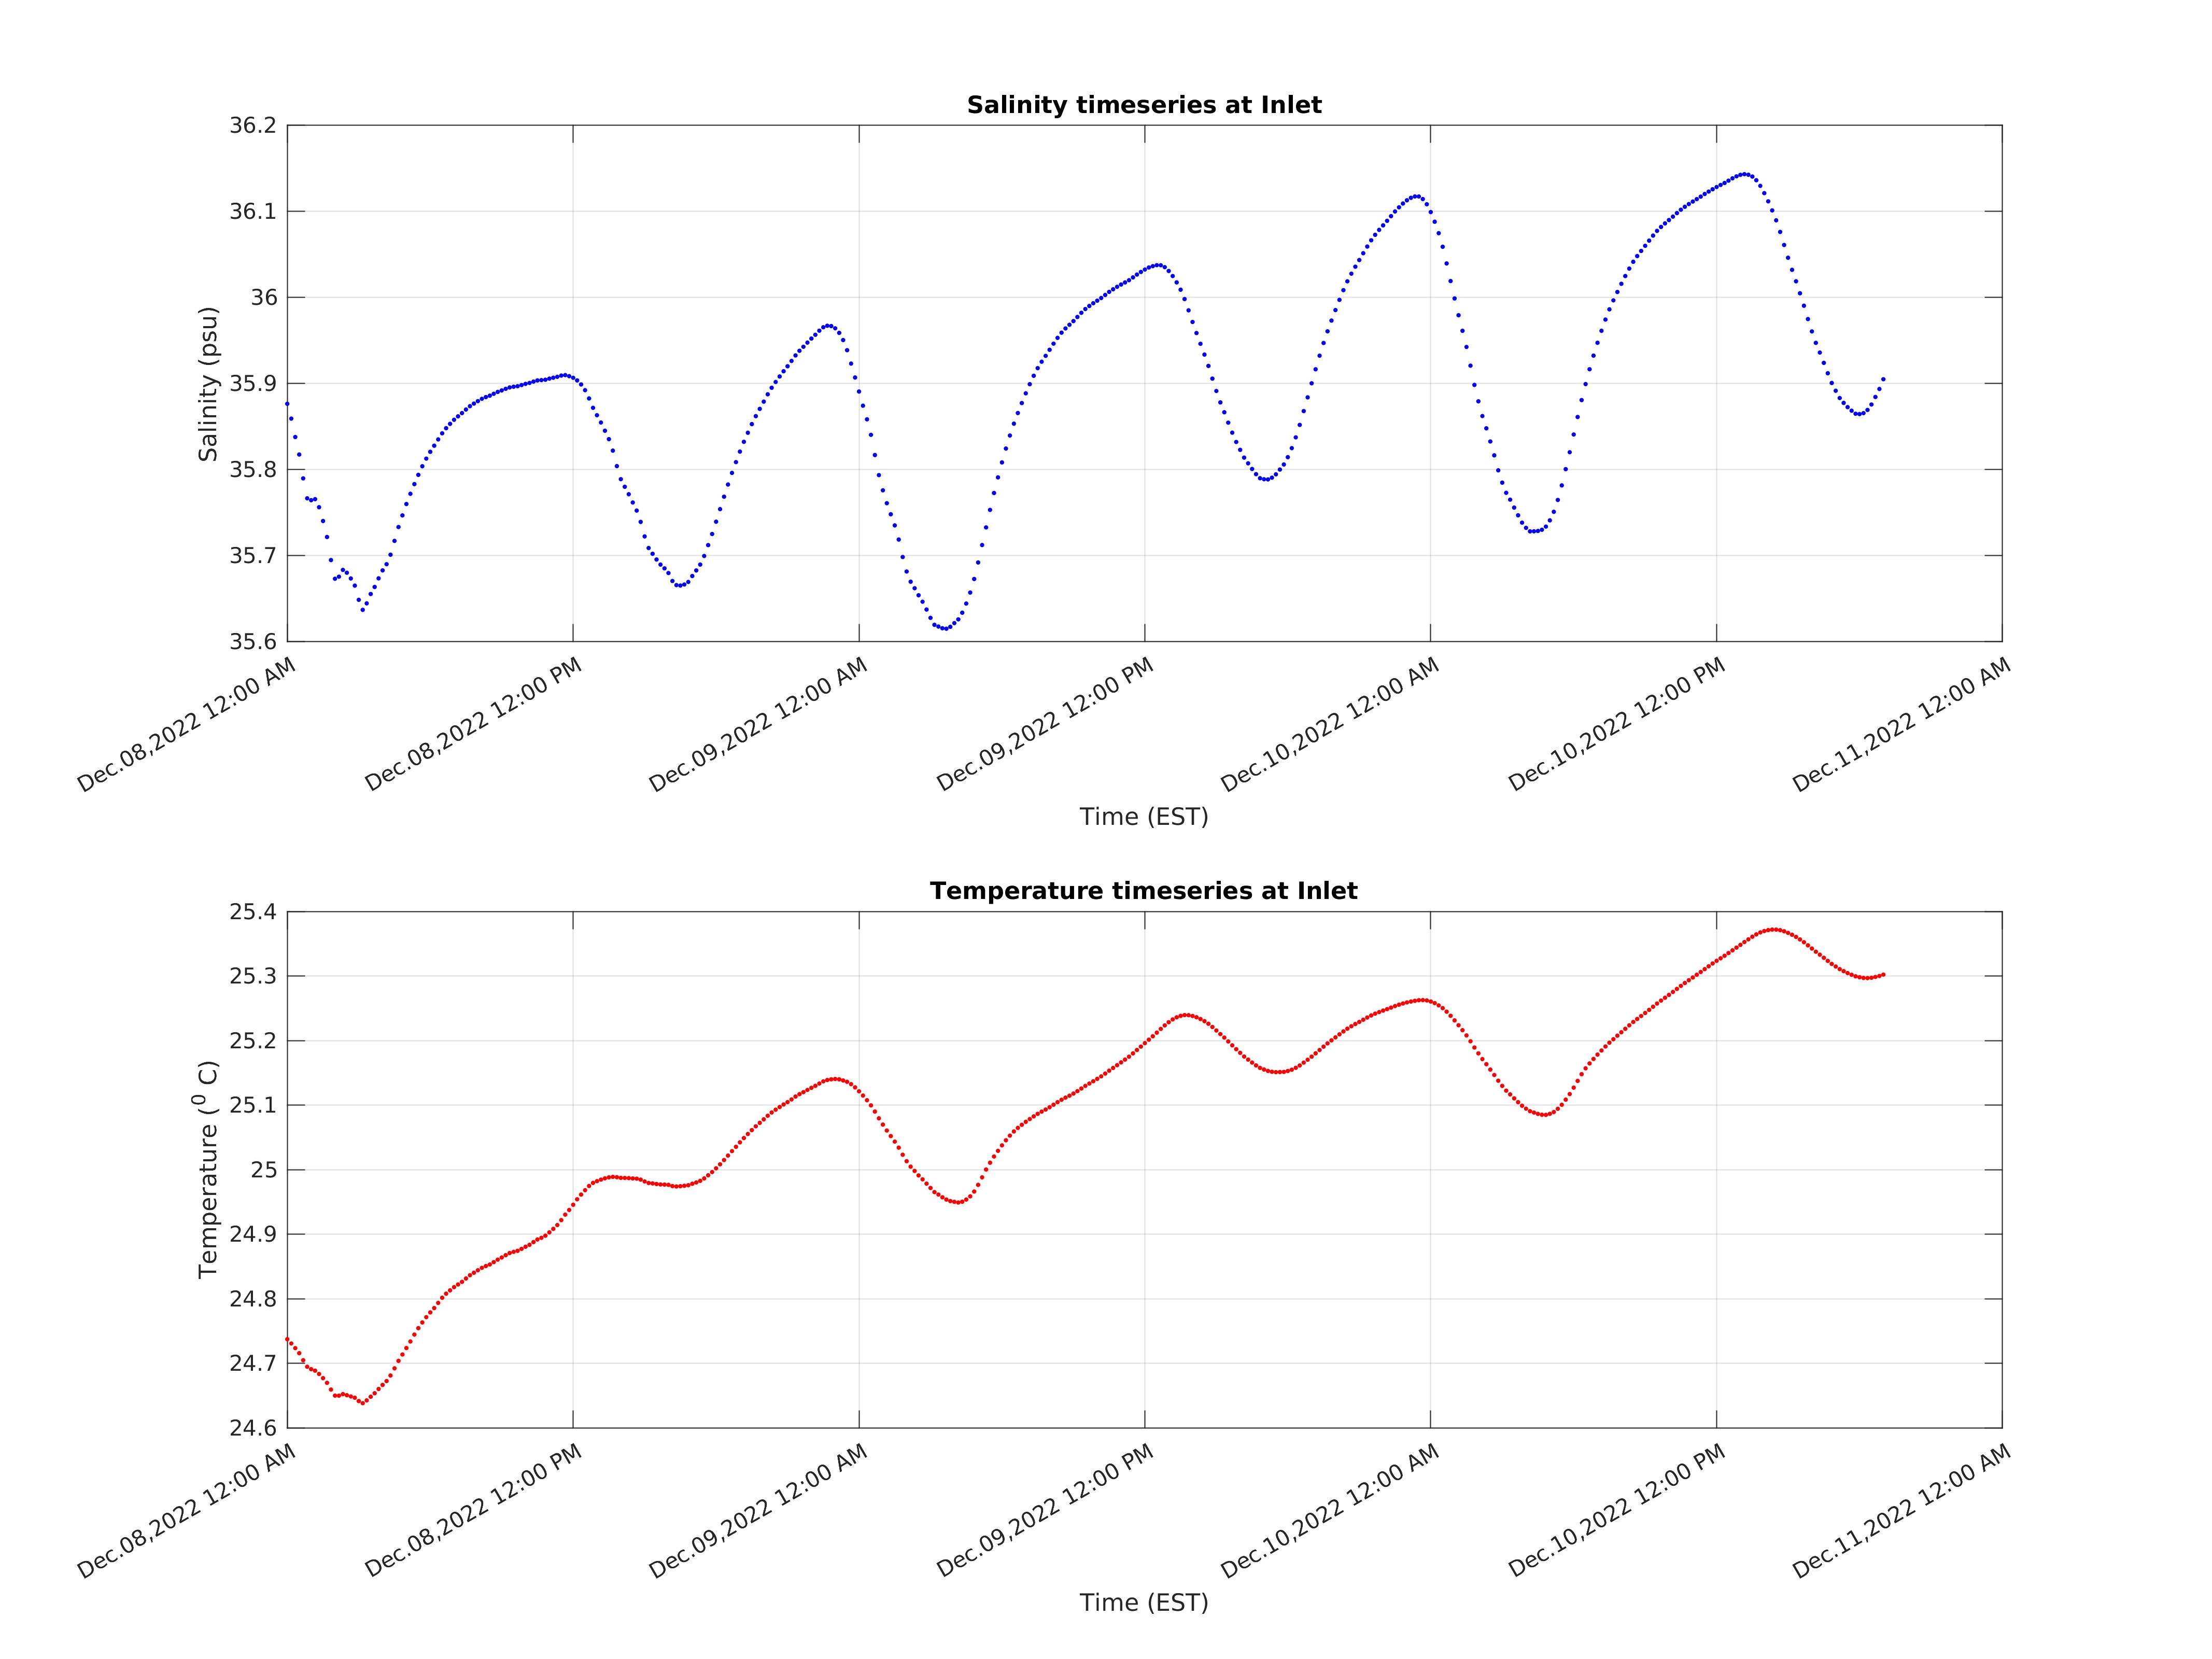 Salinity timeseries at Inlet
36.2
36.1
36
35.9
35.8
35.7
35.6
Salinity (psu)
Dec.08,2022 12:00 AM
Dec.08,2022 12:00 PM
Dec.09,2022 12:00 AM
Dec.09,2022 12:00 PM
Dec.10,2022 12:00 AM
Dec.10,2022 12:00 PM
Dec.11,2022 12:00 AM
Time (EST)
Temperature timeseries at Inlet
25.4
25.3
25.2
25.1
25
24.9
24.8
24.7
24.6
Temperature (⁰ C)
Dec.08,2022 12:00 AM
Dec.08,2022 12:00 PM
Dec.09,2022 12:00 AM
Dec.09,2022 12:00 PM
Dec.10,2022 12:00 AM
Dec.10,2022 12:00 PM
Dec.11,2022 12:00 AM
Time (EST)